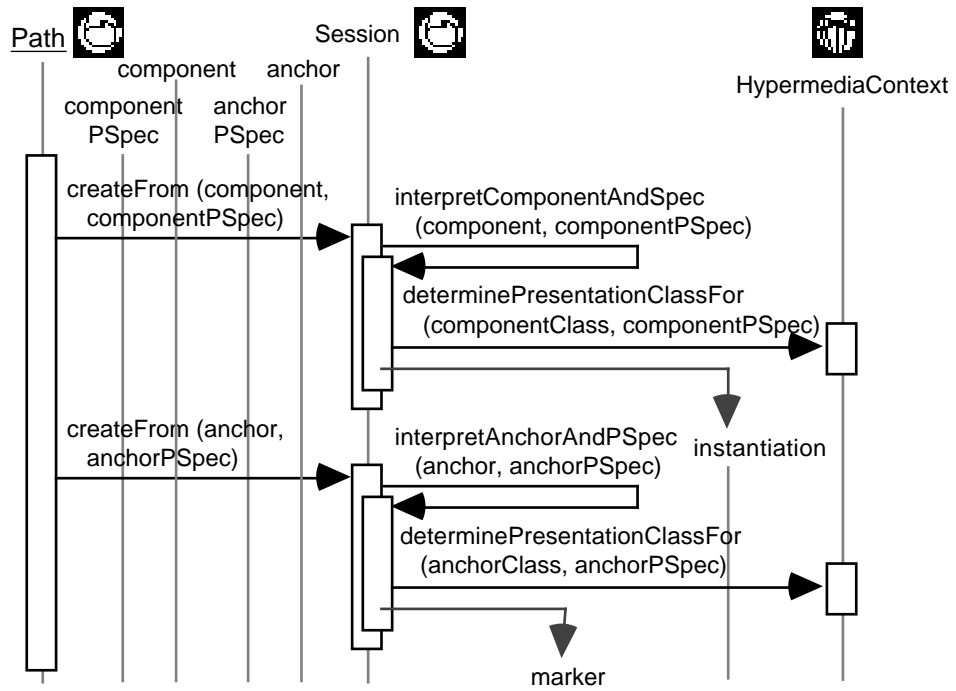 Path
Session
component
anchor
HypermediaContext
component
PSpec
anchor
PSpec
createFrom (component,
componentPSpec)
interpretComponentAndSpec
(component, componentPSpec)
determinePresentationClassFor
(componentClass, componentPSpec)
createFrom (anchor,
anchorPSpec)
interpretAnchorAndPSpec
(anchor, anchorPSpec)
instantiation
determinePresentationClassFor
(anchorClass, anchorPSpec)
marker